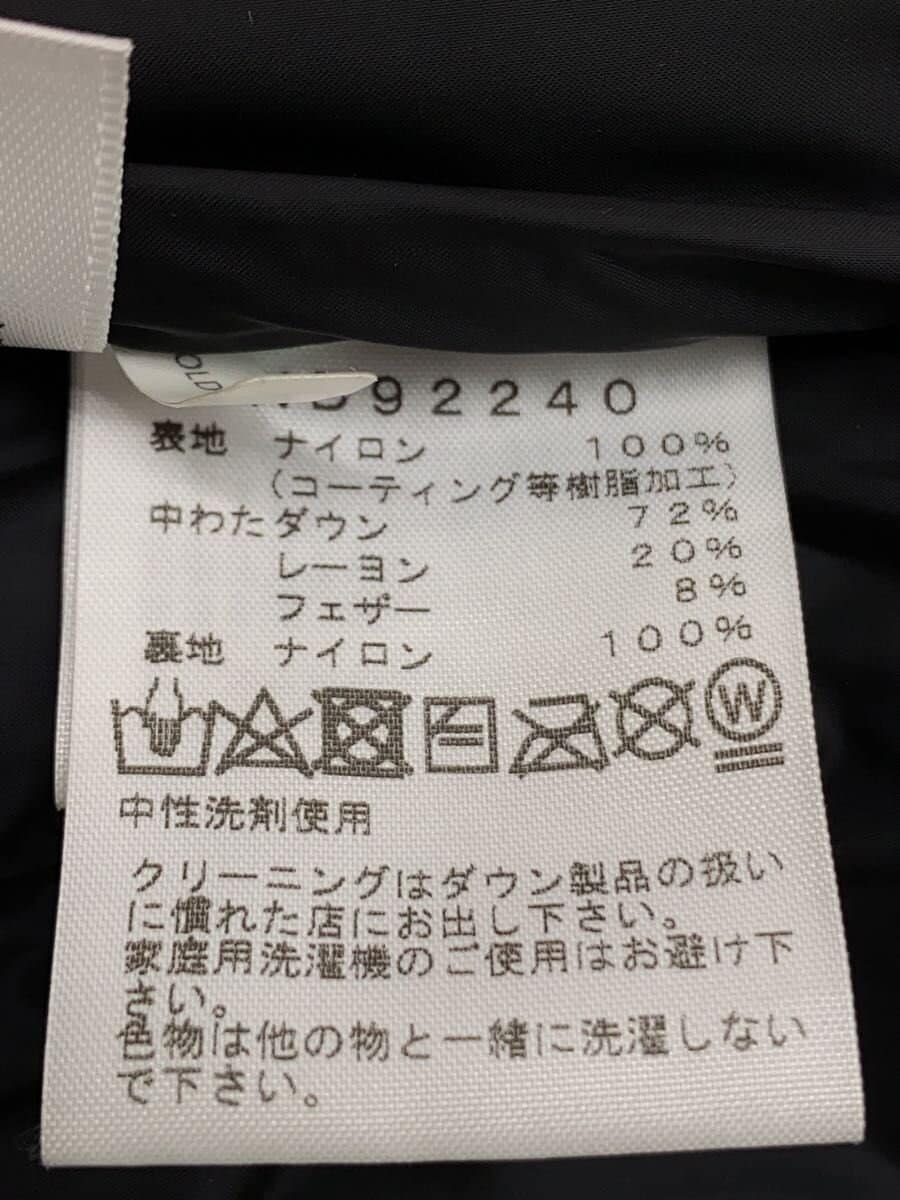 OLD
92240
表地 ナイロン 100%
(コーティング等樹脂加工)
中わた ダウン 72%
レーヨン 20%
フェザー 8%
裏地 ナイロン 100%
W
中性洗剤使用
クリーニングはダウン製品の扱い
に慣れた店にお出し下さい。
家庭用洗濯機のご使用はお避け下
さい。
色物は他の物と一緒に洗濯しない
で下さい。